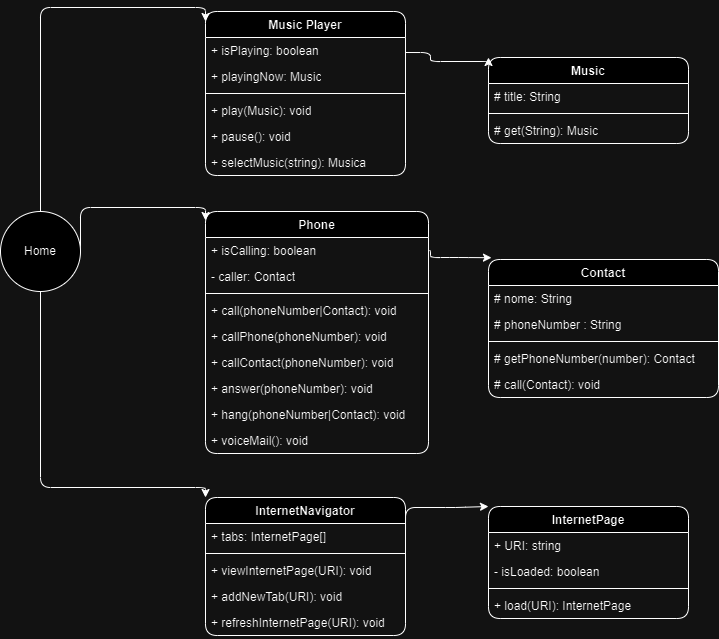 Music Player
+ isPlaying: boolean
+ playingNow: Music
+ play(Music): void
+ pause(): void
+ selectMusic(string): Musica
Music
# title: String
# get(String): Music
Home
Phone
+ isCalling: boolean
- caller: Contact
+ call(phoneNumber|Contact): void
+ callPhone(phoneNumber): void
+ callContact(phoneNumber): void
+ answer(phoneNumber): void
+ hang(phoneNumber|Contact): void
+ voiceMail(): void
Contact
# nome: String
# phoneNumber : String
# getPhoneNumber(number): Contact
# call(Contact): void
InternetNavigator
+ tabs: InternetPage[]
+ viewInternetPage(URI): void
+ addNewTab(URI): void
+ refreshInternetPage(URI): void
InternetPage
+ URI: string
- isLoaded: boolean
+ load(URI): InternetPage